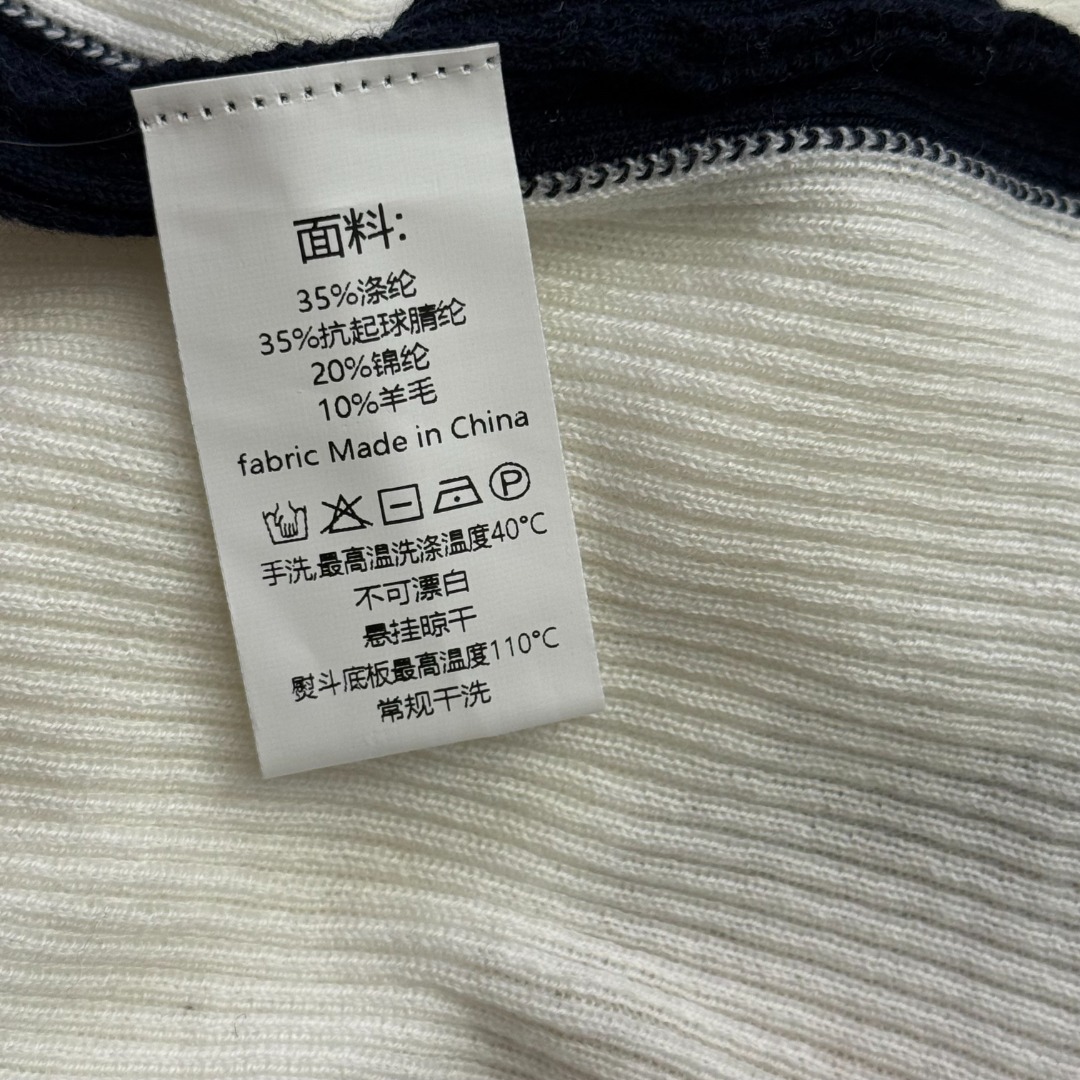 面料:
35%涤纶
35%抗起球腈纶
20%锦纶
10%羊毛
fabric Made in China
P
手洗,最高温洗涤温度40°C
不可漂白
悬挂晾干
熨斗底板最高温度110°C
常规干洗